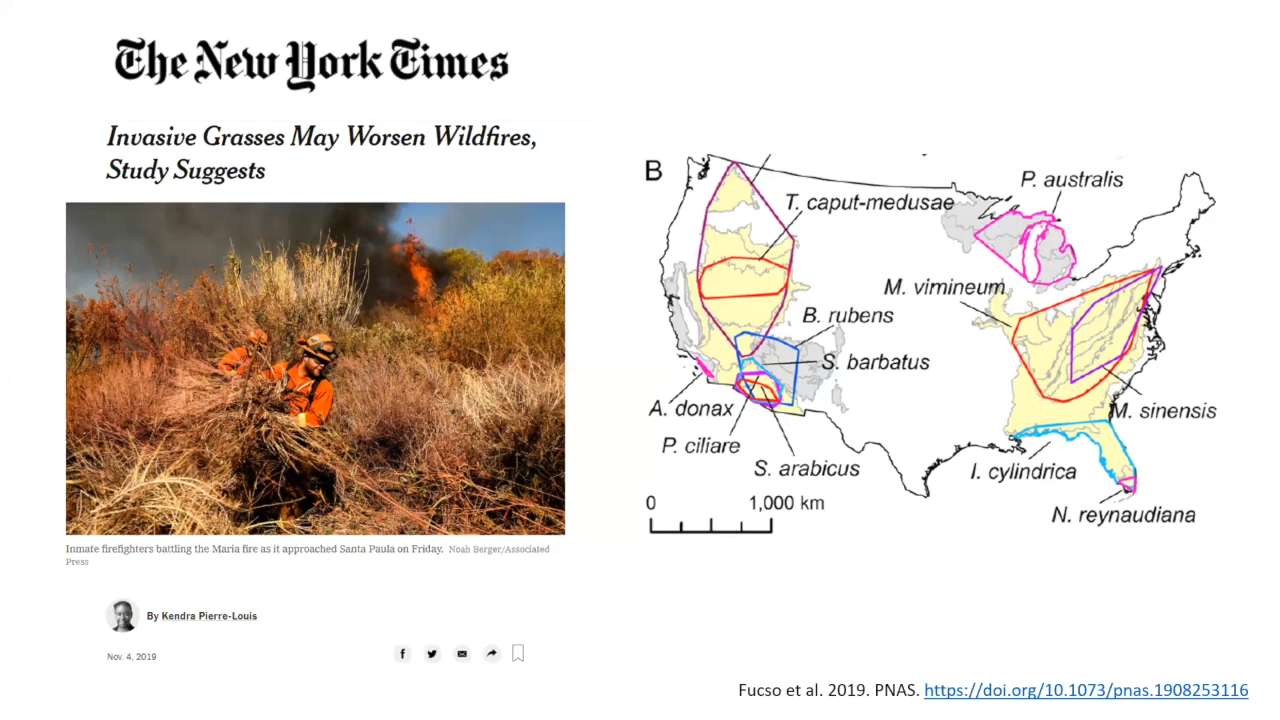 The New York Times
Invasive Grasses May Worsen Wildfires,
Study Suggests
Inmate firefighters battling the Maria fire as it approached Santa Paula on Friday. Noah Berger/Associated
Press
By Kendra Pierre-Louis
Nov. 4, 2019
B
P. australis
T. caput-medusae
M. vimineum
B. rubens
S. barbatus
A. donax
M. sinensis
P. ciliare
S. arabicus
I. cylindrica
0 1,000 km
N. reynaudiana
Fucso et al. 2019. PNAS. https://doi.org/10.1073/pnas.1908253116